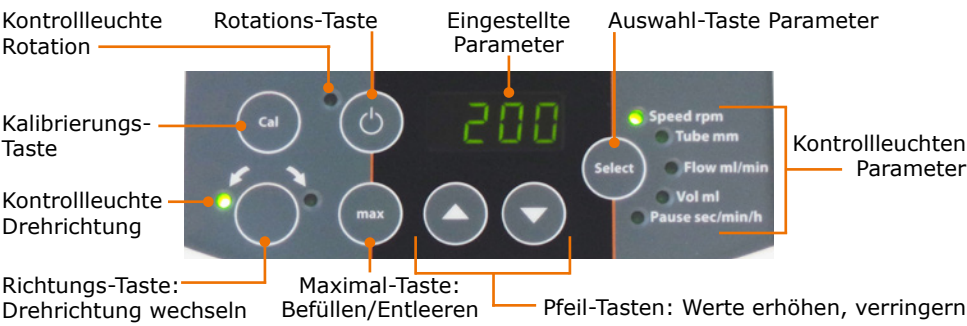 Kontrollleuchte
Rotation
Rotations-Taste
Eingestellte
Parameter
Auswahl-Taste Parameter
Kalibrierungs-
Taste
Cal
200
Speed rpm
Tube mm
Flow ml/min
Vol ml
Pause sec/min/h
Select
Kontrollleuchten
Parameter
Kontrollleuchte
Drehrichtung
max
Richtungs-Taste:
Drehrichtung wechseln
Maximal-Taste:
Befüllen/Entleeren
Pfeil-Tasten: Werte erhöhen, verringern